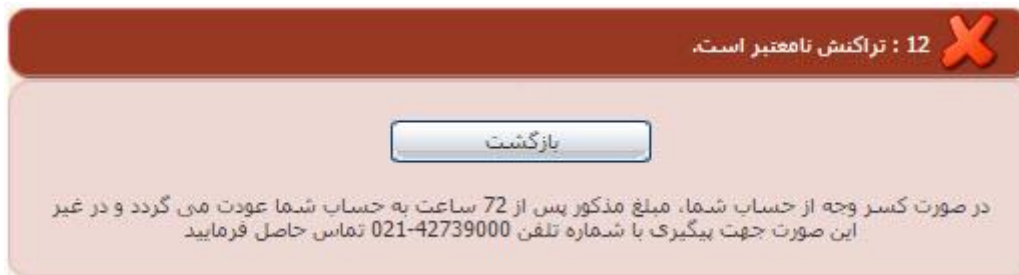 12 : تراکنش نامعتبر است.
بازگشت
در صورت کسر وجه از حساب شما، مبلغ مذکور پس از 72 ساعت به حساب شما عودت می گردد و در غیر
این صورت جهت پیگیری با شماره تلفن 42739000-021 تماس حاصل فرمایید